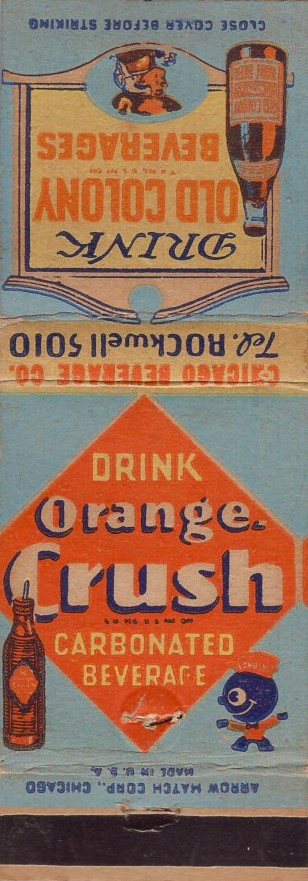 CLOSE COVER BEFORE STRIKING
DRINK
OLD COLONY
BEVERAGES
CHICAGO BEVERAGE CO.
Tel. ROckwell 5010
DRINK
Orange-
Crush
CARBONATED
BEVERAGE
CRUSHY
MADE IN U. S. A.
ARROW MATCH CORP., CHICAGO